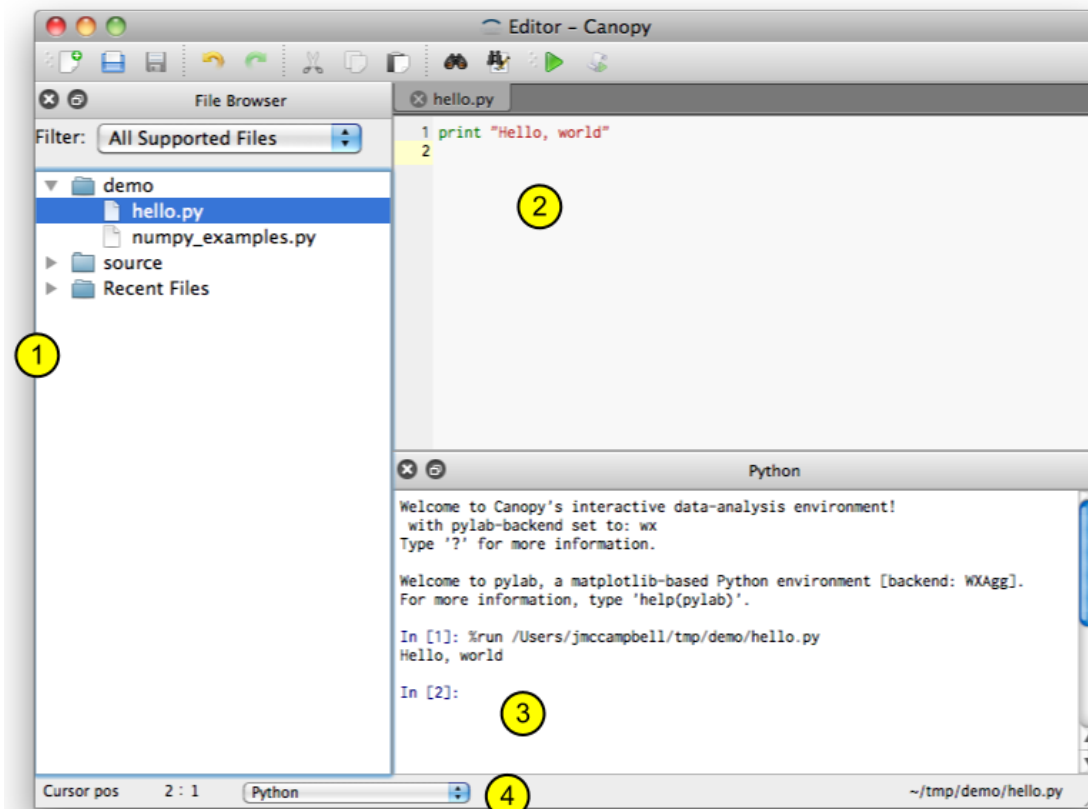 Editor – Canopy
File Browser
Filter: All Supported Files
demo
hello.py
numpy_examples.py
source
Recent Files
1
hello.py
1 print "Hello, world"
2
2
Python
Welcome to Canopy's interactive data-analysis environment!
with pylab-backend set to: wx
Type '?' for more information.
Welcome to pylab, a matplotlib-based Python environment [backend: WXAgg].
For more information, type 'help(pylab)'.
In [1]: %run /Users/jmccampbell/tmp/demo/hello.py
Hello, world
In [2]:
3
Cursor pos 2 : 1 Python 4 ~/tmp/demo/hello.py